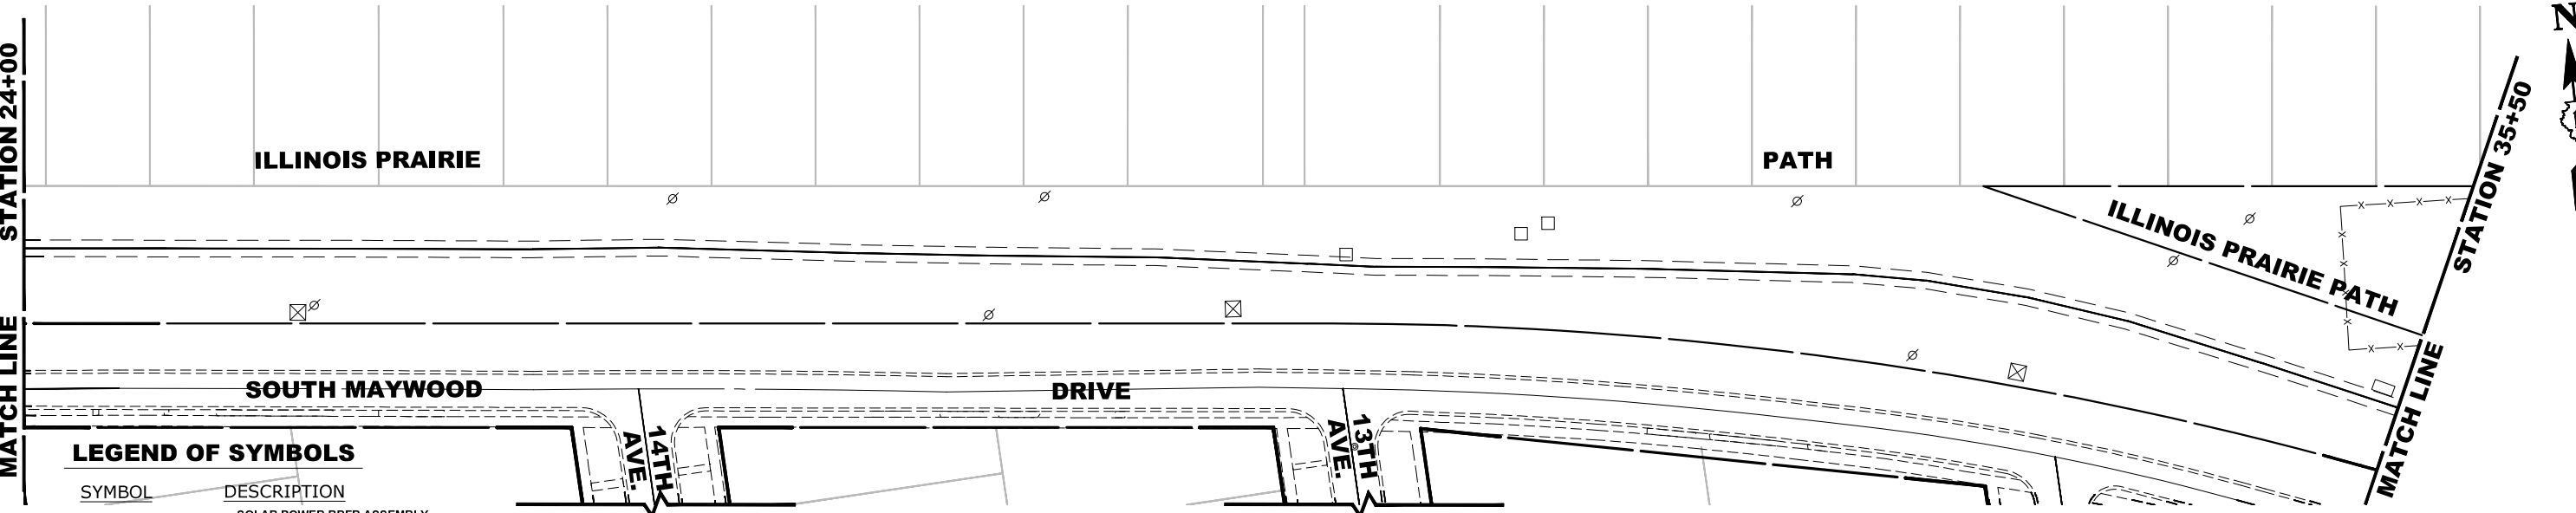 N
STATION 24+00
MATCH LINE
ILLINOIS PRAIRIE
PATH
ILLINOIS PRAIRIE PATH
STATION 35+50
MATCH LINE
SOUTH MAYWOOD
DRIVE
14TH
AVE.
13TH
AVE.
LEGEND OF SYMBOLS
SYMBOL
DESCRIPTION